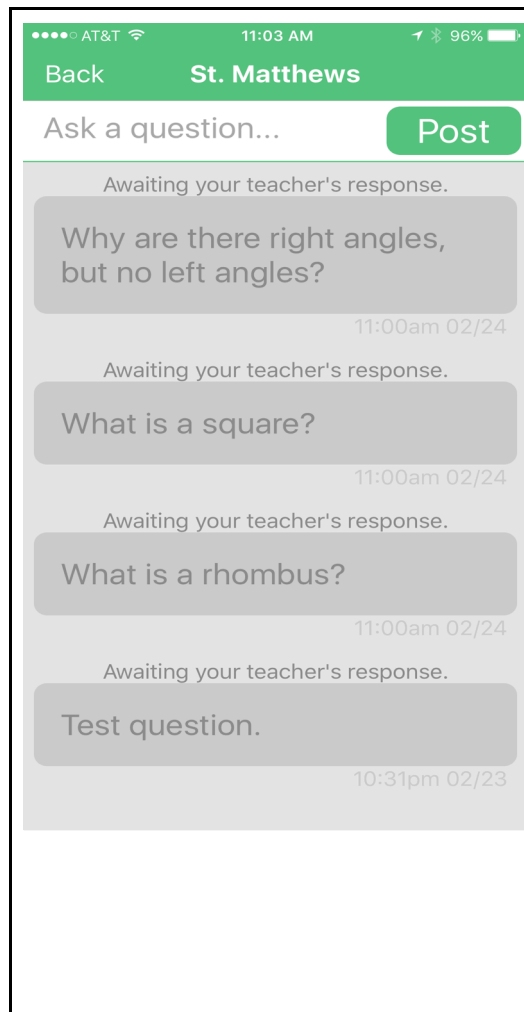 AT&T 11:03 AM 96%
Back St. Matthews
Ask a question... Post
Awaiting your teacher's response.
Why are there right angles,
but no left angles?
11:00am 02/24
Awaiting your teacher's response.
What is a square?
11:00am 02/24
Awaiting your teacher's response.
What is a rhombus?
11:00am 02/24
Awaiting your teacher's response.
Test question.
10:31pm 02/23